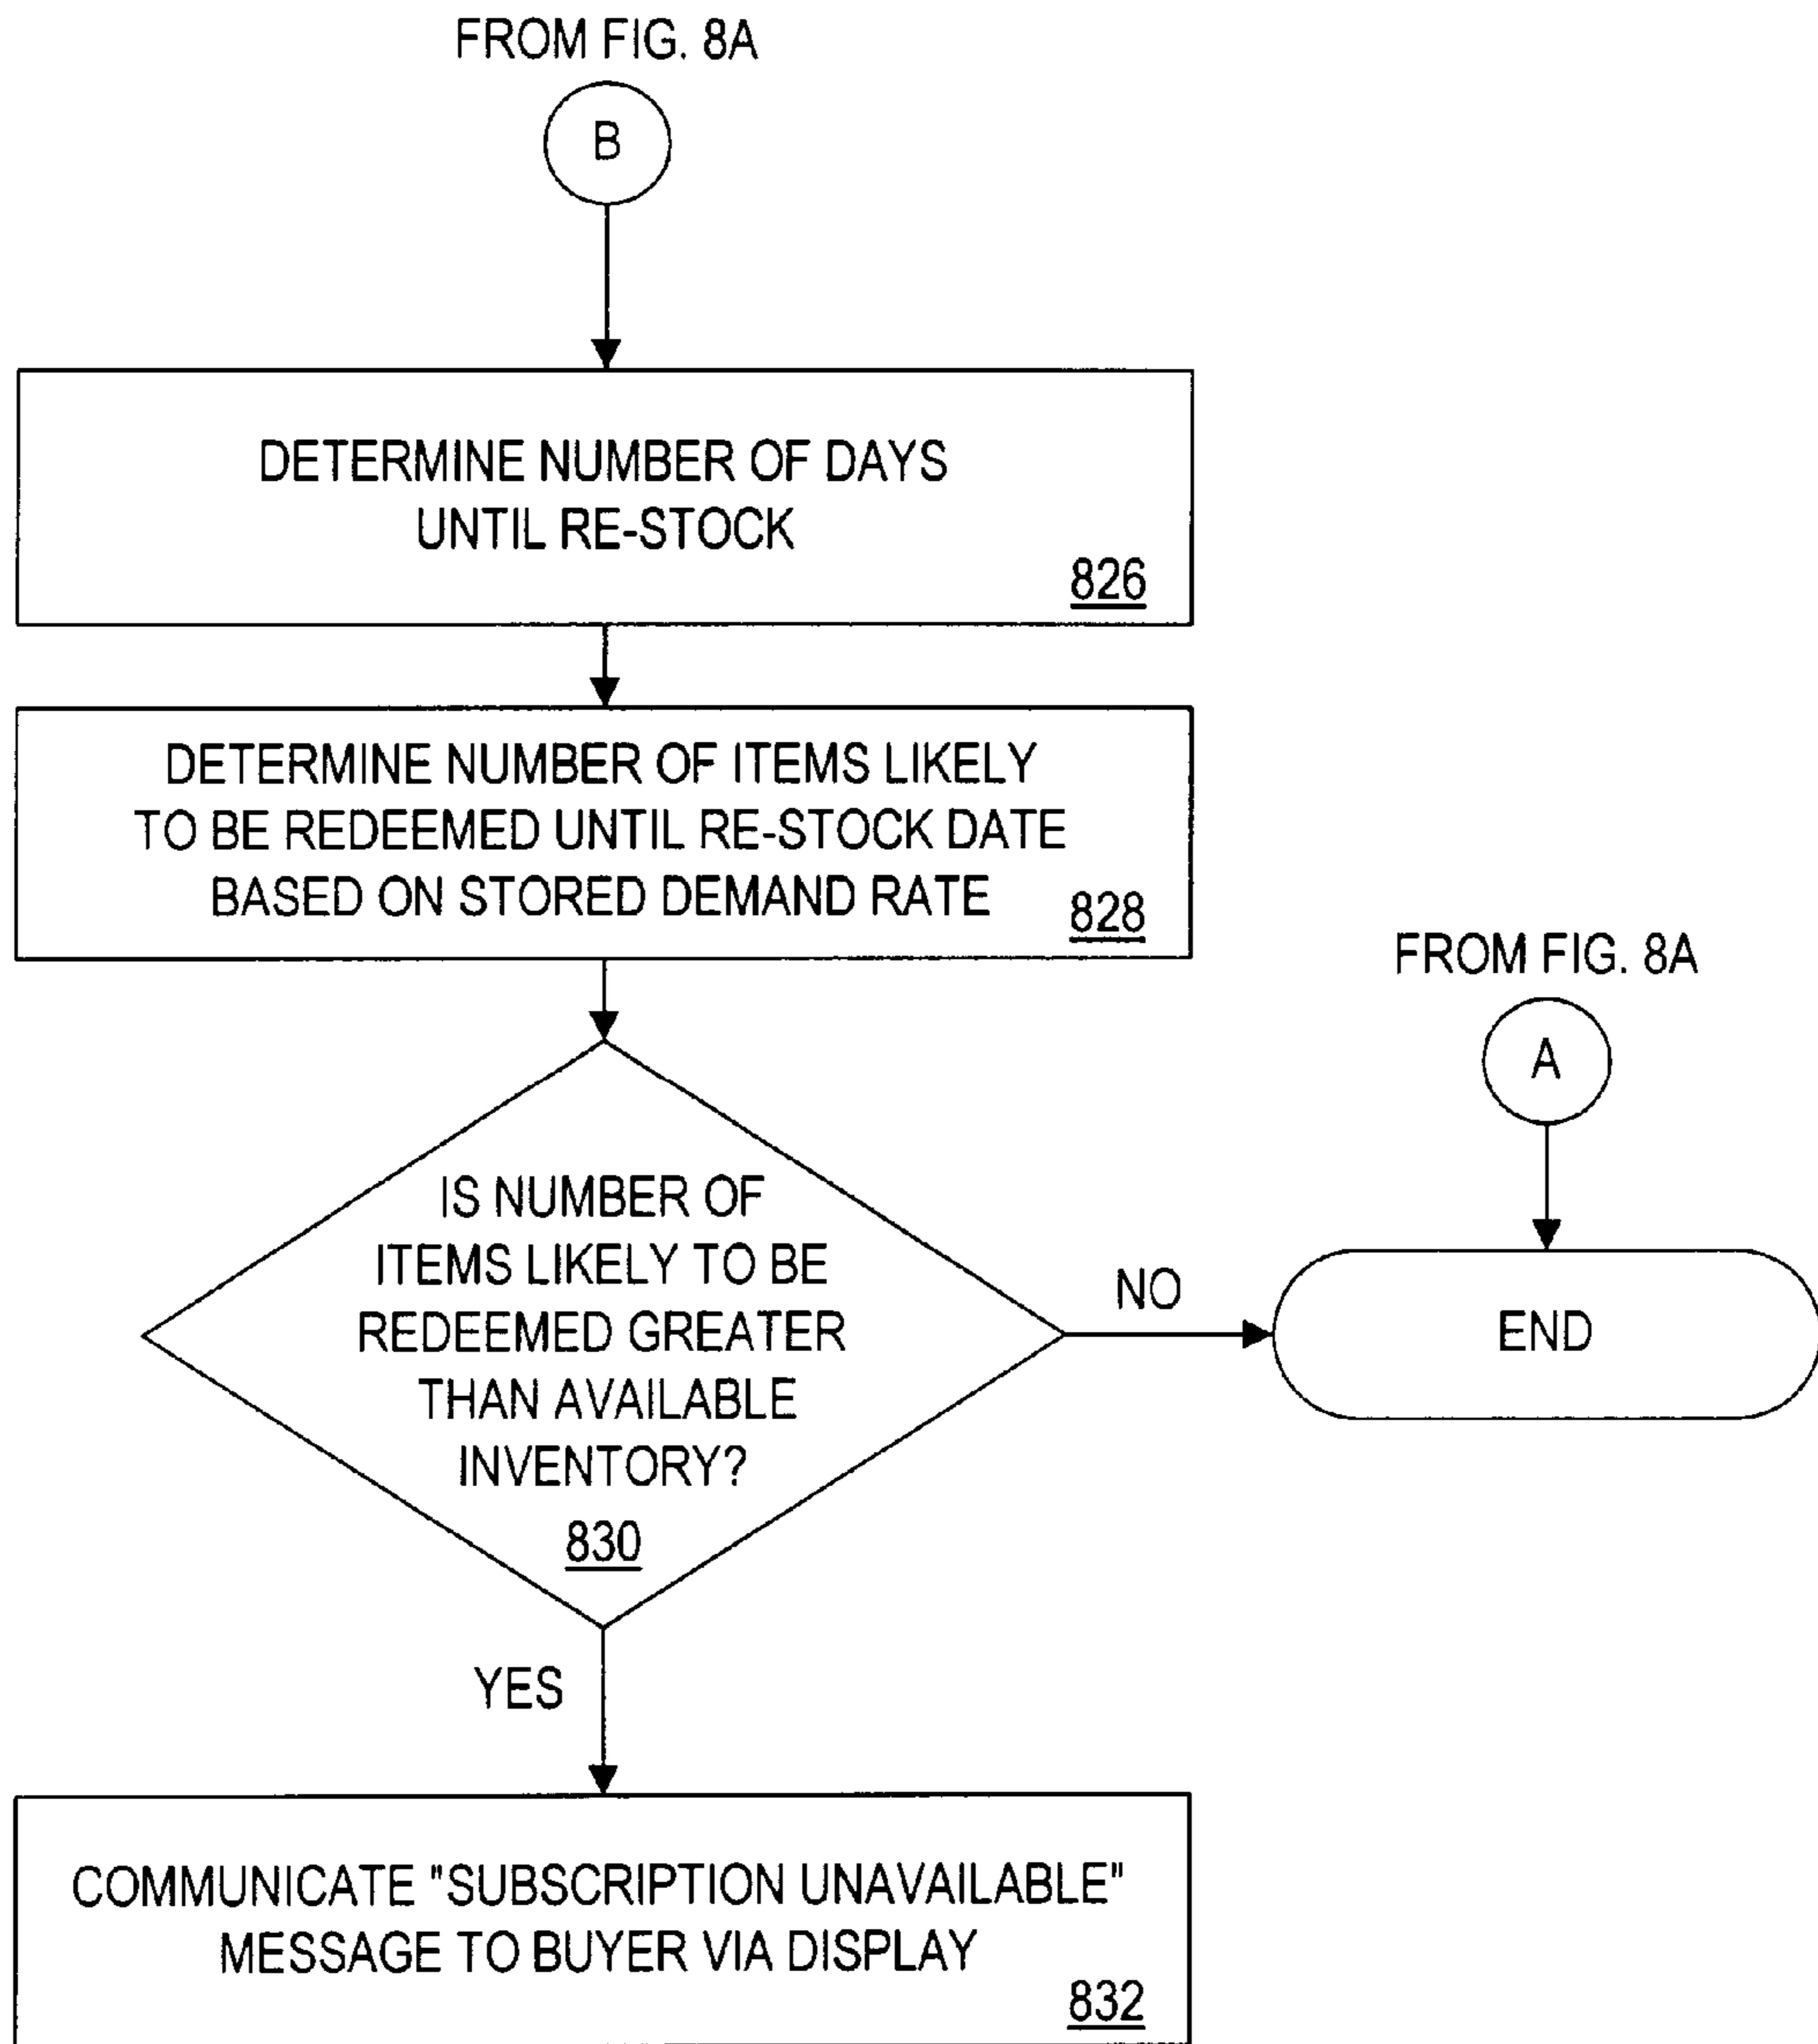 FROM FIG. 8A
B
DETERMINE NUMBER OF DAYS
UNTIL RE-STOCK
826
DETERMINE NUMBER OF ITEMS LIKELY
TO BE REDEEMED UNTIL RE-STOCK DATE
BASED ON STORED DEMAND RATE
828
FROM FIG. 8A
A
IS NUMBER OF
ITEMS LIKELY TO BE
REDEEMED GREATER
THAN AVAILABLE
INVENTORY?
830
NO
END
YES
COMMUNICATE "SUBSCRIPTION UNAVAILABLE"
MESSAGE TO BUYER VIA DISPLAY
832